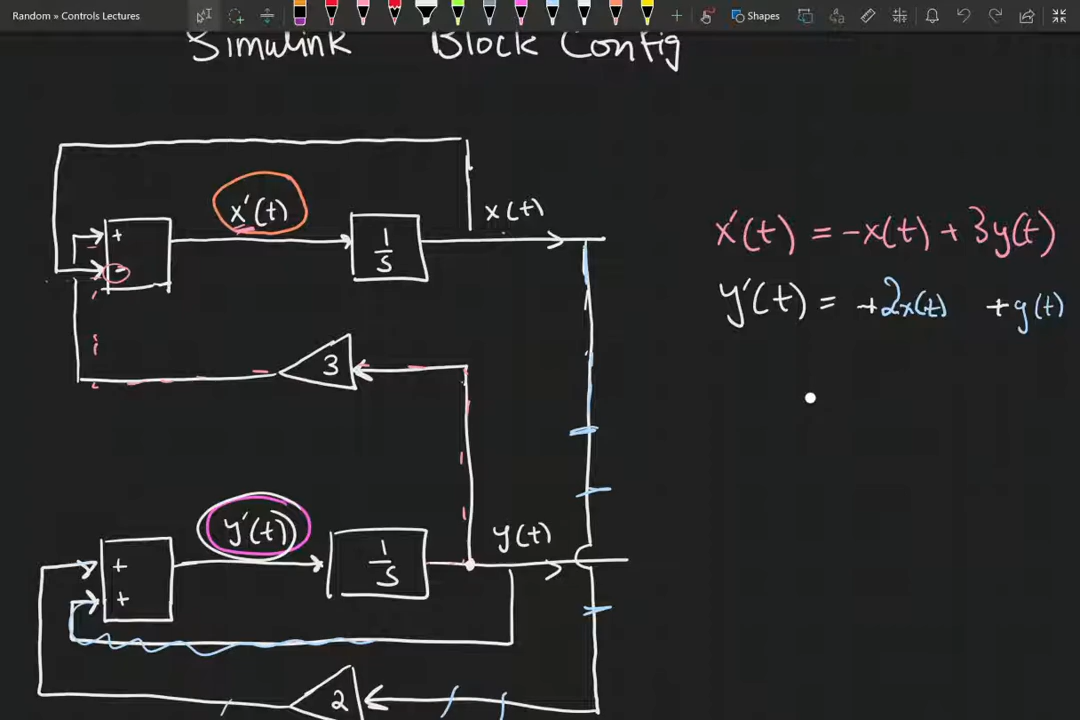 Random » Controls Lectures
Shapes
Simulink Block Config
x'(t)
x(t)
+
-
1/s
x'(t) = -x(t) + 3y(t)
y'(t) = +2x(t) +y(t)
3
y'(t)
y(t)
+
+
1/s
2